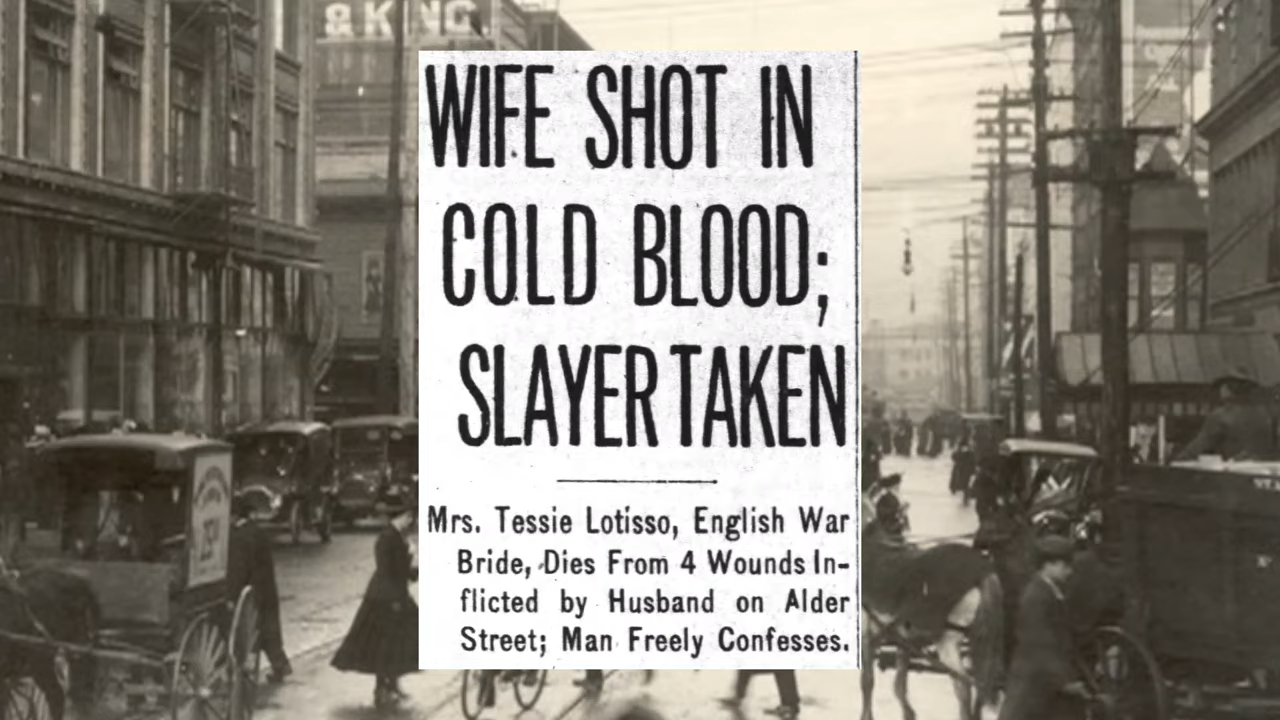 & KING
WIFE SHOT IN
COLD BLOOD;
SLAYER TAKEN
Mrs. Tessie Lotisso, English War
Bride, Dies From 4 Wounds In-
flicted by Husband on Alder
Street; Man Freely Confesses.